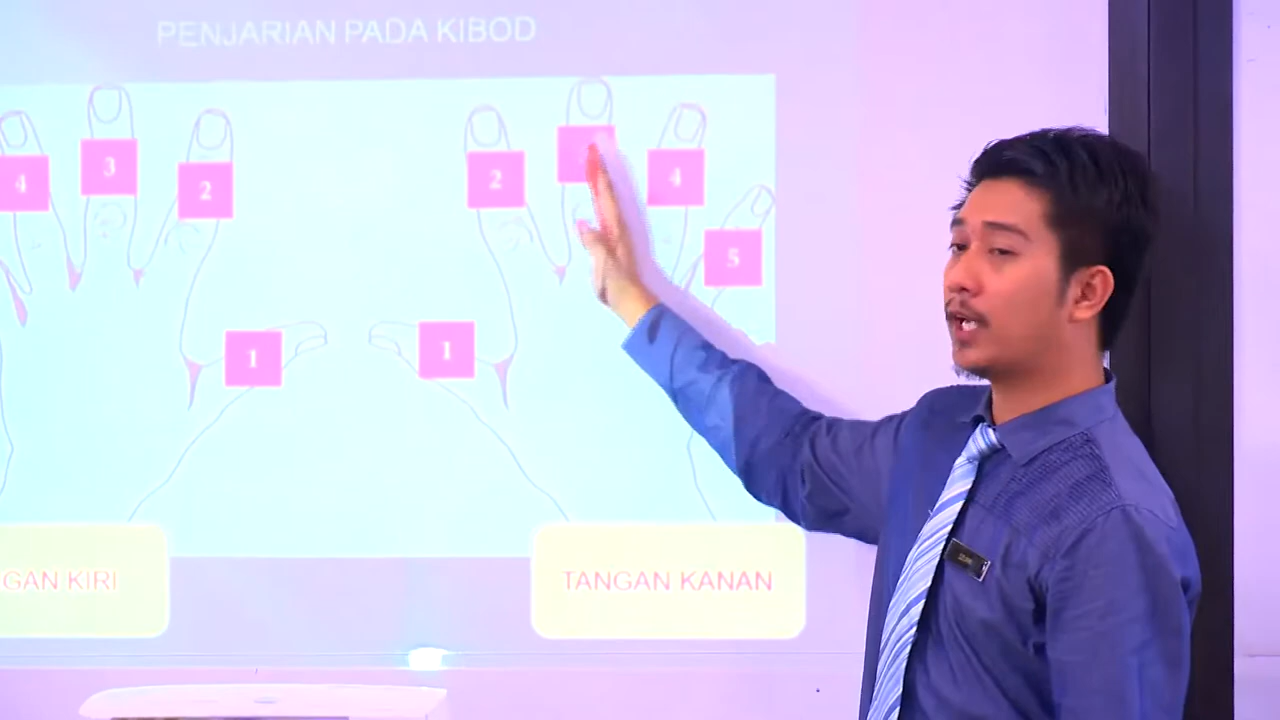 PENJARIAN PADA KIBOD
4 3 2 2 4
5
1 1
GAN KIRI
TANGAN KANAN